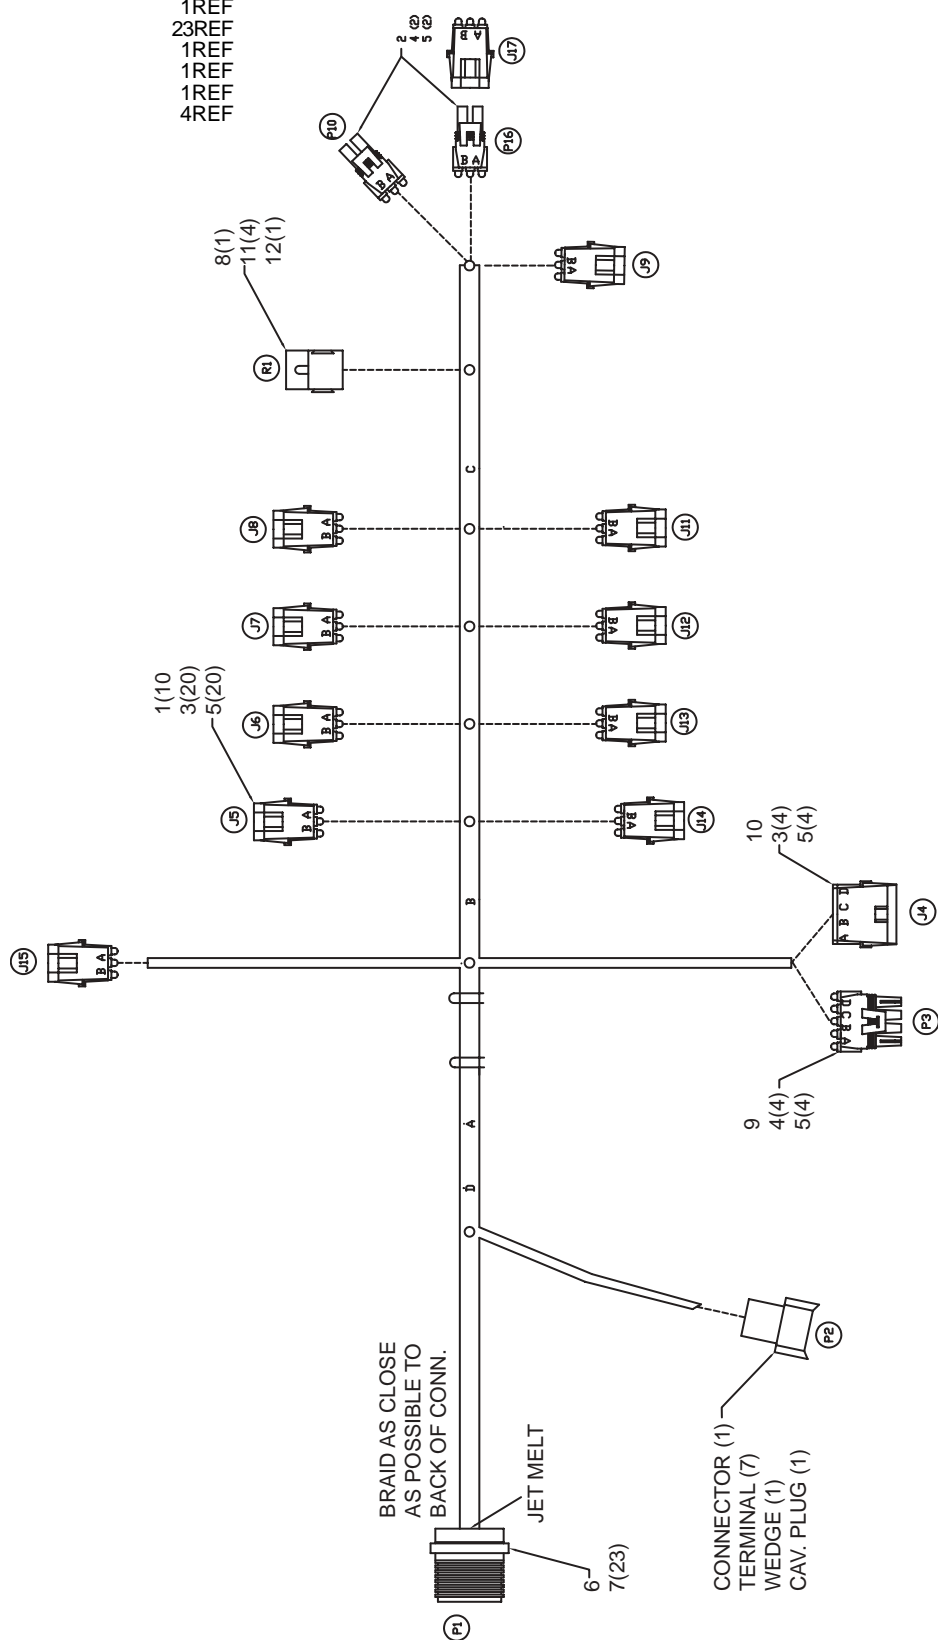 1REF
23REF
1REF
1REF
1REF
4REF
2
4 (2)
5 (2)
B A
J17
P10
B A
B A
P16
8(1)
11(4)
12(1)
R1
B A
J9
C
J8
B A
B A
J11
J7
B A
B A
J12
1(10
3(20)
5(20)
J6
B A
B A
J13
J5
B A
B A
J14
10
3(4)
5(4)
B
A B C D
J4
J15
B A
D C B A
P3
9
4(4)
5(4)
A
D
BRAID AS CLOSE
AS POSSIBLE TO
BACK OF CONN.
JET MELT
P2
CONNECTOR (1)
TERMINAL (7)
WEDGE (1)
CAV. PLUG (1)
6
7(23)
P1